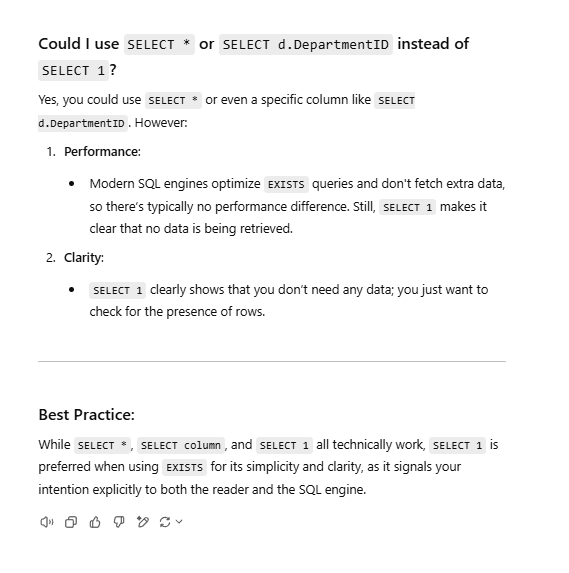 Could I use SELECT * or SELECT d.DepartmentID instead of
SELECT 1?
Yes, you could use SELECT * or even a specific column like SELECT
d.DepartmentID. However:
1. Performance:
• Modern SQL engines optimize EXISTS queries and don't fetch extra data,
so there's typically no performance difference. Still, SELECT 1 makes it
clear that no data is being retrieved.
2. Clarity:
• SELECT 1 clearly shows that you don't need any data; you just want to
check for the presence of rows.
Best Practice:
While SELECT *, SELECT column, and SELECT 1 all technically work, SELECT 1 is
preferred when using EXISTS for its simplicity and clarity, as it signals your
intention explicitly to both the reader and the SQL engine.